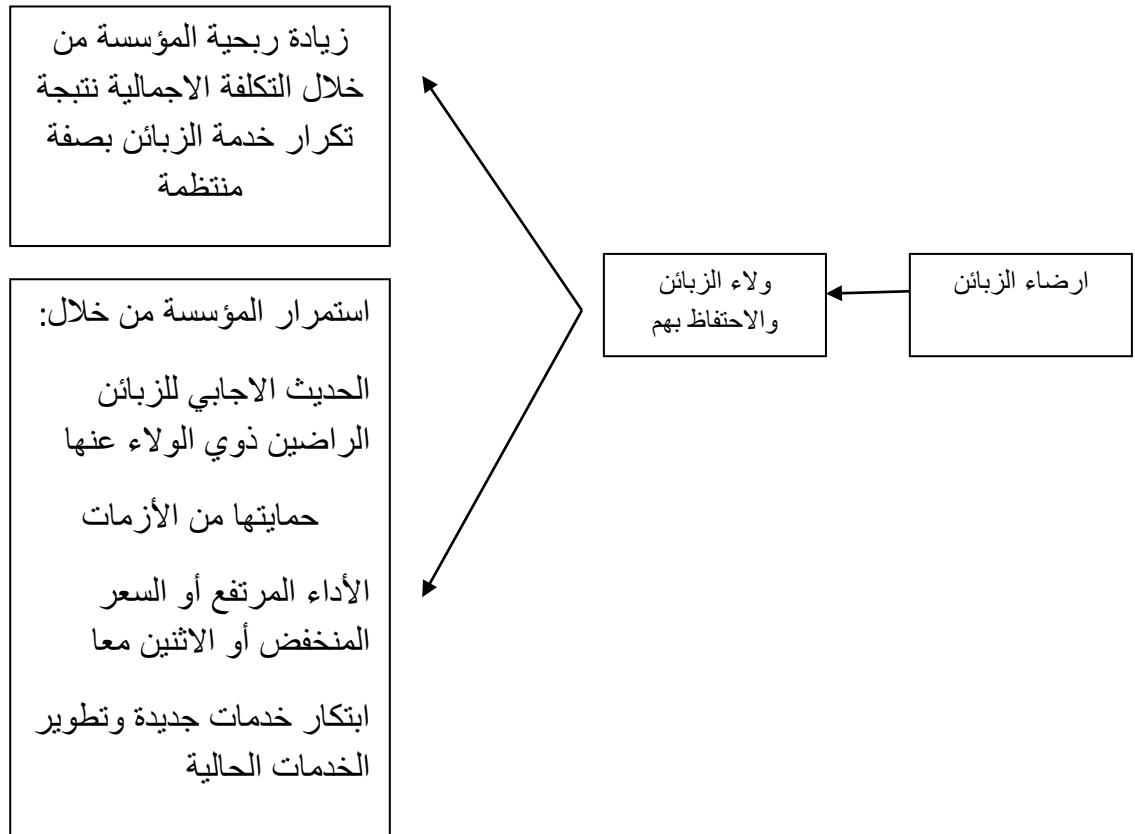 ارضاء الزبائن
ولاء الزبائن
والاحتفاظ بهم
زيادة ربحية المؤسسة من
خلال التكلفة الاجمالية نتبجة
تكرار خدمة الزبائن بصفة
منتظمة
استمرار المؤسسة من خلال:
الحديث الاجابي للزبائن
الراضين ذوي الولاء عنها
حمايتها من الأزمات
الأداء المرتفع أو السعر
المنخفض أو الاثنين معا
ابتكار خدمات جديدة وتطوير
الخدمات الحالية